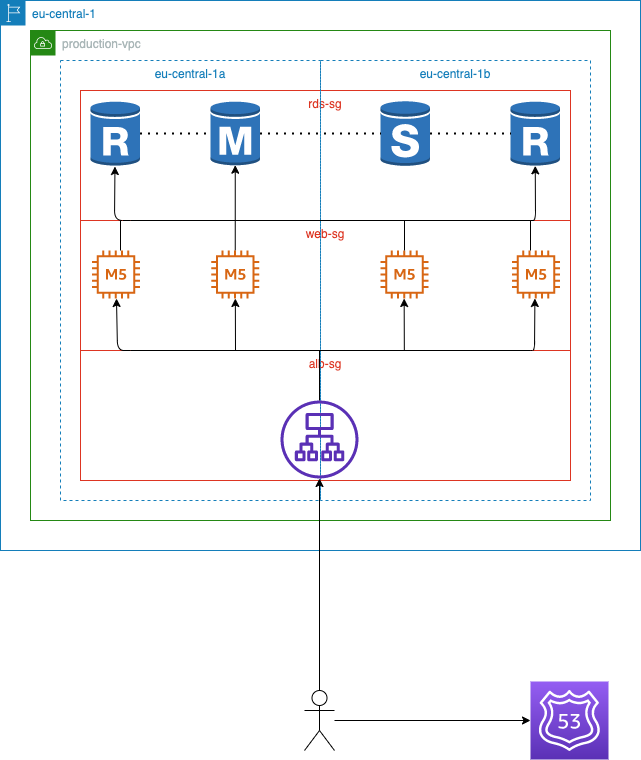 eu-central-1
production-vpc
eu-central-1a
eu-central-1b
rds-sg
R
M
S
R
web-sg
M5
M5
M5
M5
alb-sg
53